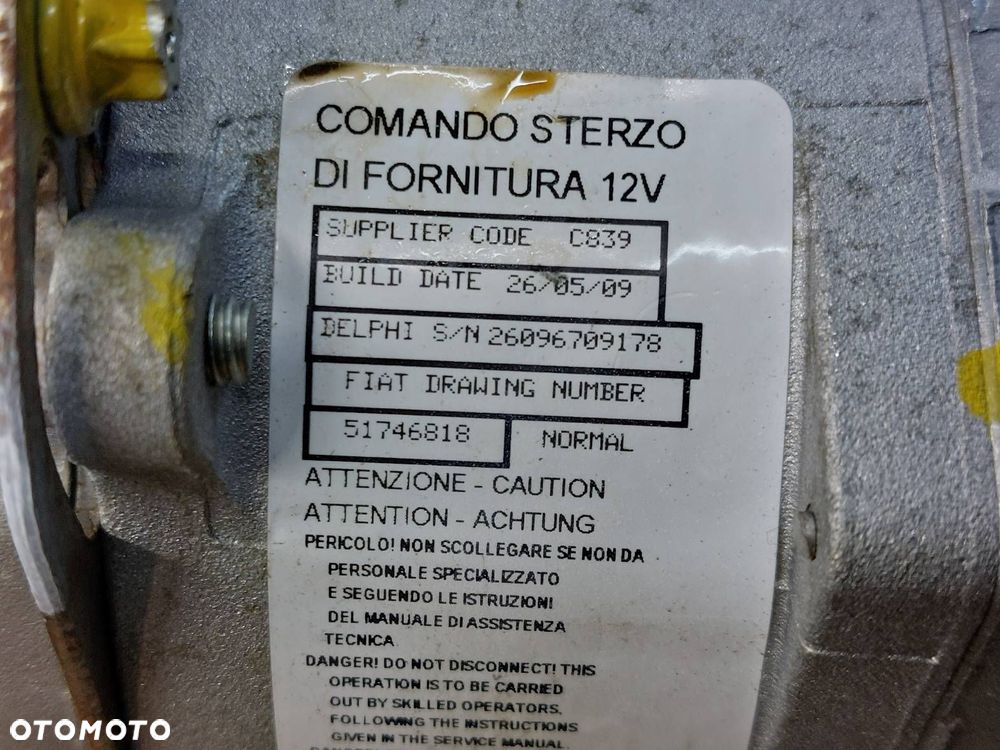 COMANDO STERZO
DI FORNITURA 12V
SUPPLIER CODE C839
BUILD DATE 26/05/09
DELPHI S/N 26096709178
FIAT DRAWING NUMBER
51746818 NORMAL
ATTENZIONE - CAUTION
ATTENTION - ACHTUNG
PERICOLO! NON SCOLLEGARE SE NON DA
PERSONALE SPECIALIZZATO
E SEGUENDO LE ISTRUZIONI
DEL MANUALE DI ASSISTENZA
TECNICA
DANGER! DO NOT DISCONNECT! THIS
OPERATION IS TO BE CARRIED
OUT BY SKILLED OPERATORS,
FOLLOWING THE INSTRUCTIONS
GIVEN IN THE SERVICE MANUAL.
OTOMOTO